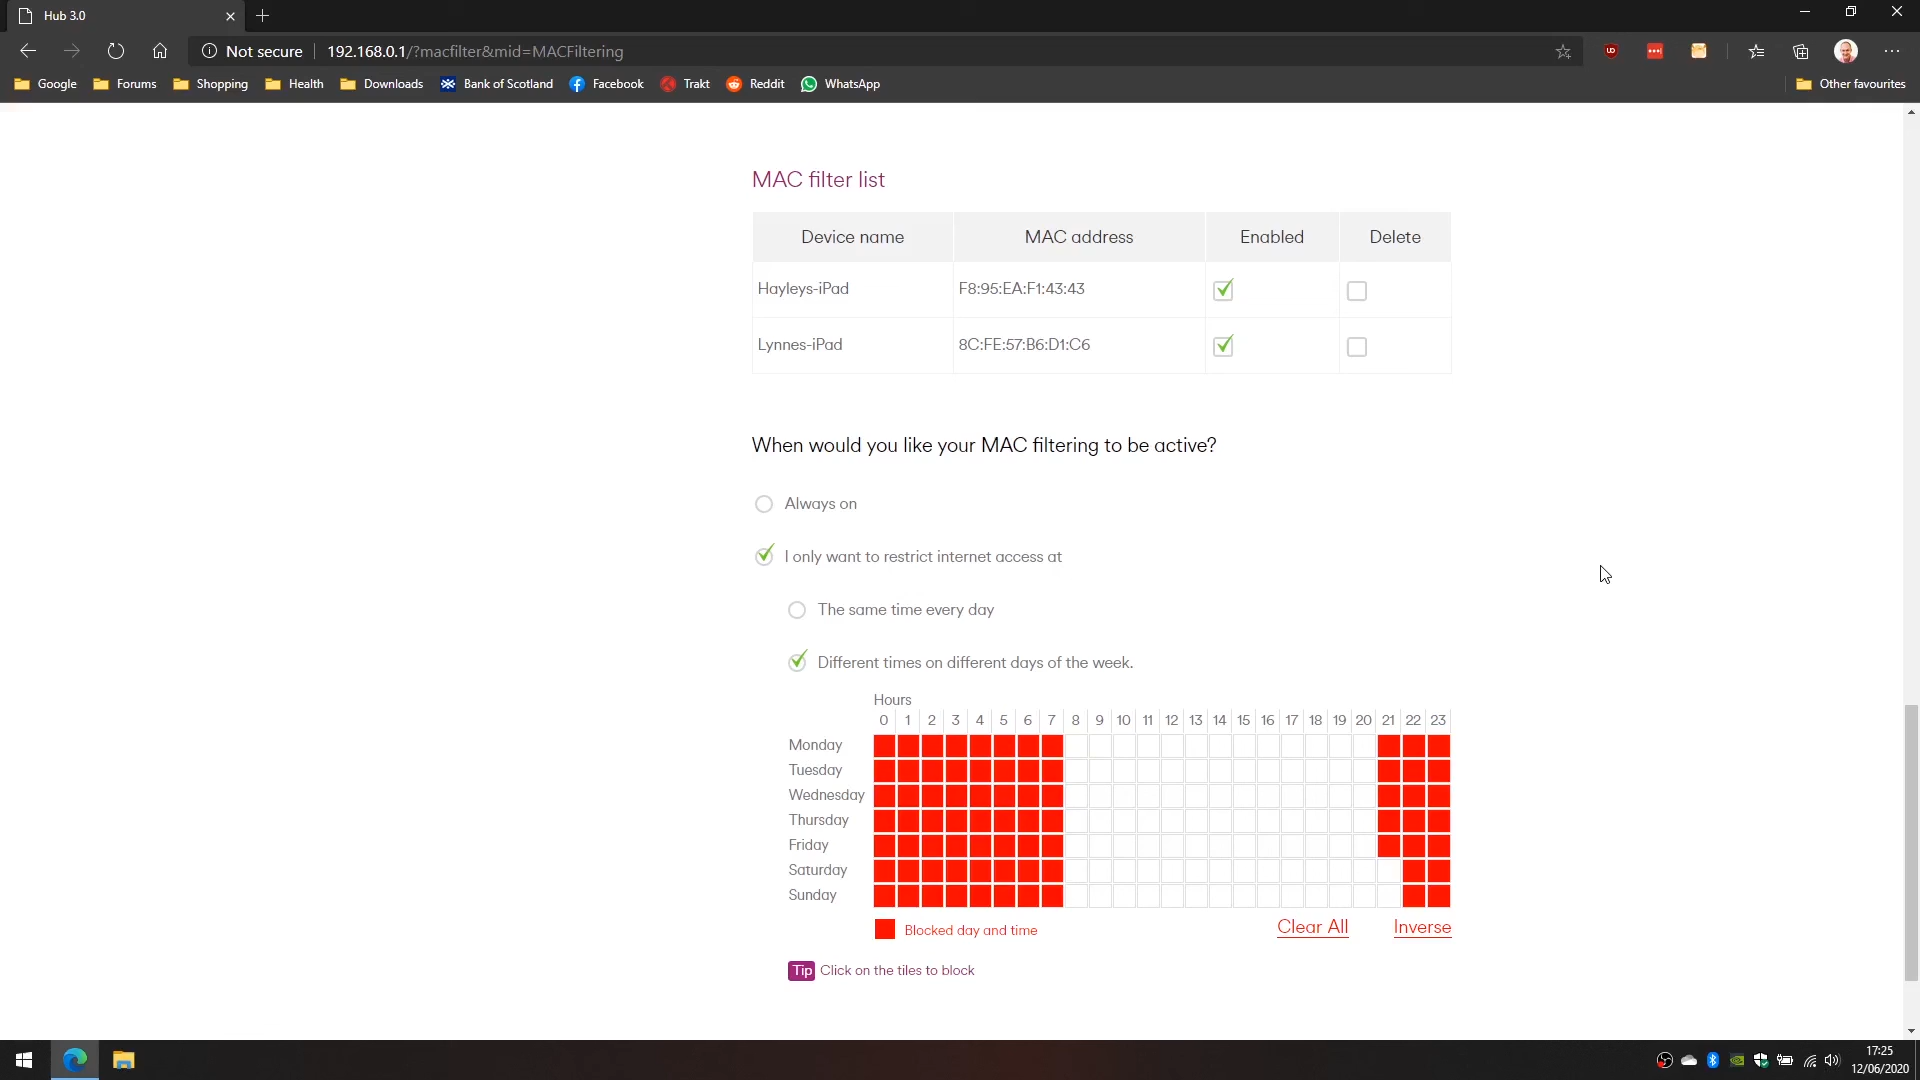 Hub 3.0
Not secure 192.168.0.1/?macfilter&mid=MACFiltering
Google Forums Shopping Health Downloads Bank of Scotland Facebook Trakt Reddit WhatsApp Other favourites
MAC filter list
Device name MAC address Enabled Delete
Hayleys-iPad F8:95:EA:F1:43:43
Lynnes-iPad 8C:FE:57:B6:D1:C6
When would you like your MAC filtering to be active?
Always on
I only want to restrict internet access at
The same time every day
Different times on different days of the week.
Hours
0 1 2 3 4 5 6 7 8 9 10 11 12 13 14 15 16 17 18 19 20 21 22 23
Monday
Tuesday
Wednesday
Thursday
Friday
Saturday
Sunday
Blocked day and time Clear All Inverse
Tip Click on the tiles to block
17:25
12/06/2020